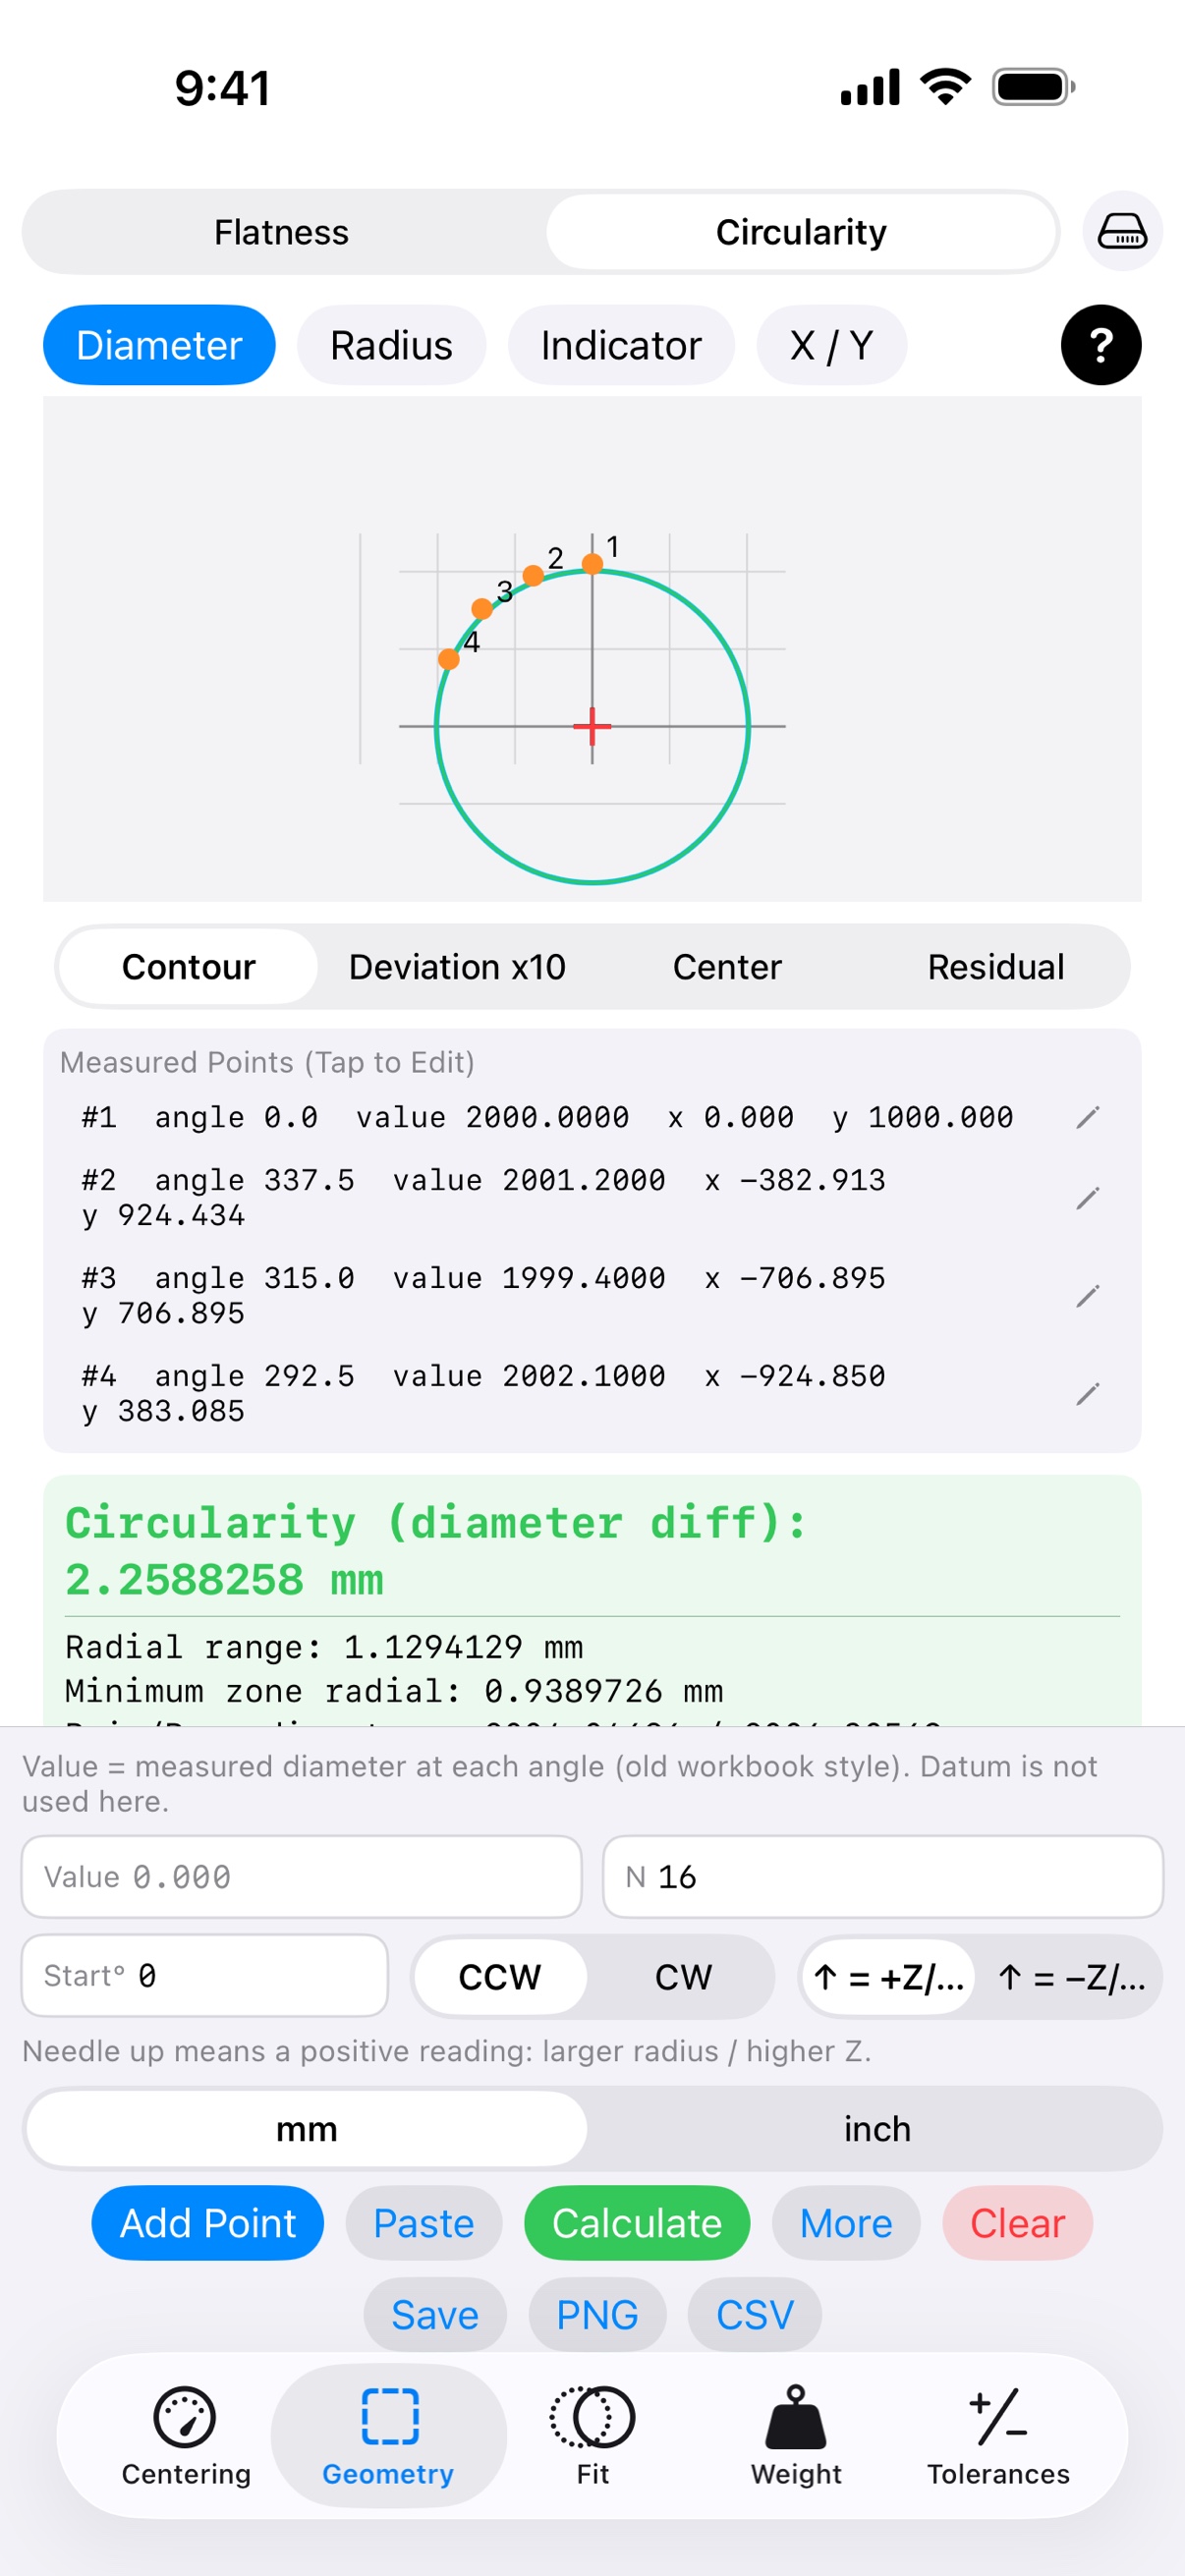 9:41
Flatness Circularity
Diameter Radius Indicator X / Y ?
1
2
3
4
Contour Deviation x10 Center Residual
Measured Points (Tap to Edit)
#1 angle 0.0 value 2000.0000 x 0.000 y 1000.000
#2 angle 337.5 value 2001.2000 x −382.913
y 924.434
#3 angle 315.0 value 1999.4000 x −706.895
y 706.895
#4 angle 292.5 value 2002.1000 x −924.850
y 383.085
Circularity (diameter diff):
2.2588258 mm
Radial range: 1.1294129 mm
Minimum zone radial: 0.9389726 mm
Value = measured diameter at each angle (old workbook style). Datum is not
used here.
Value 0.000 N 16
Start° 0 CCW CW ↑ = +Z/... ↑ = −Z/...
Needle up means a positive reading: larger radius / higher Z.
mm inch
Add Point Paste Calculate More Clear
Save PNG CSV
Centering Geometry Fit Weight Tolerances